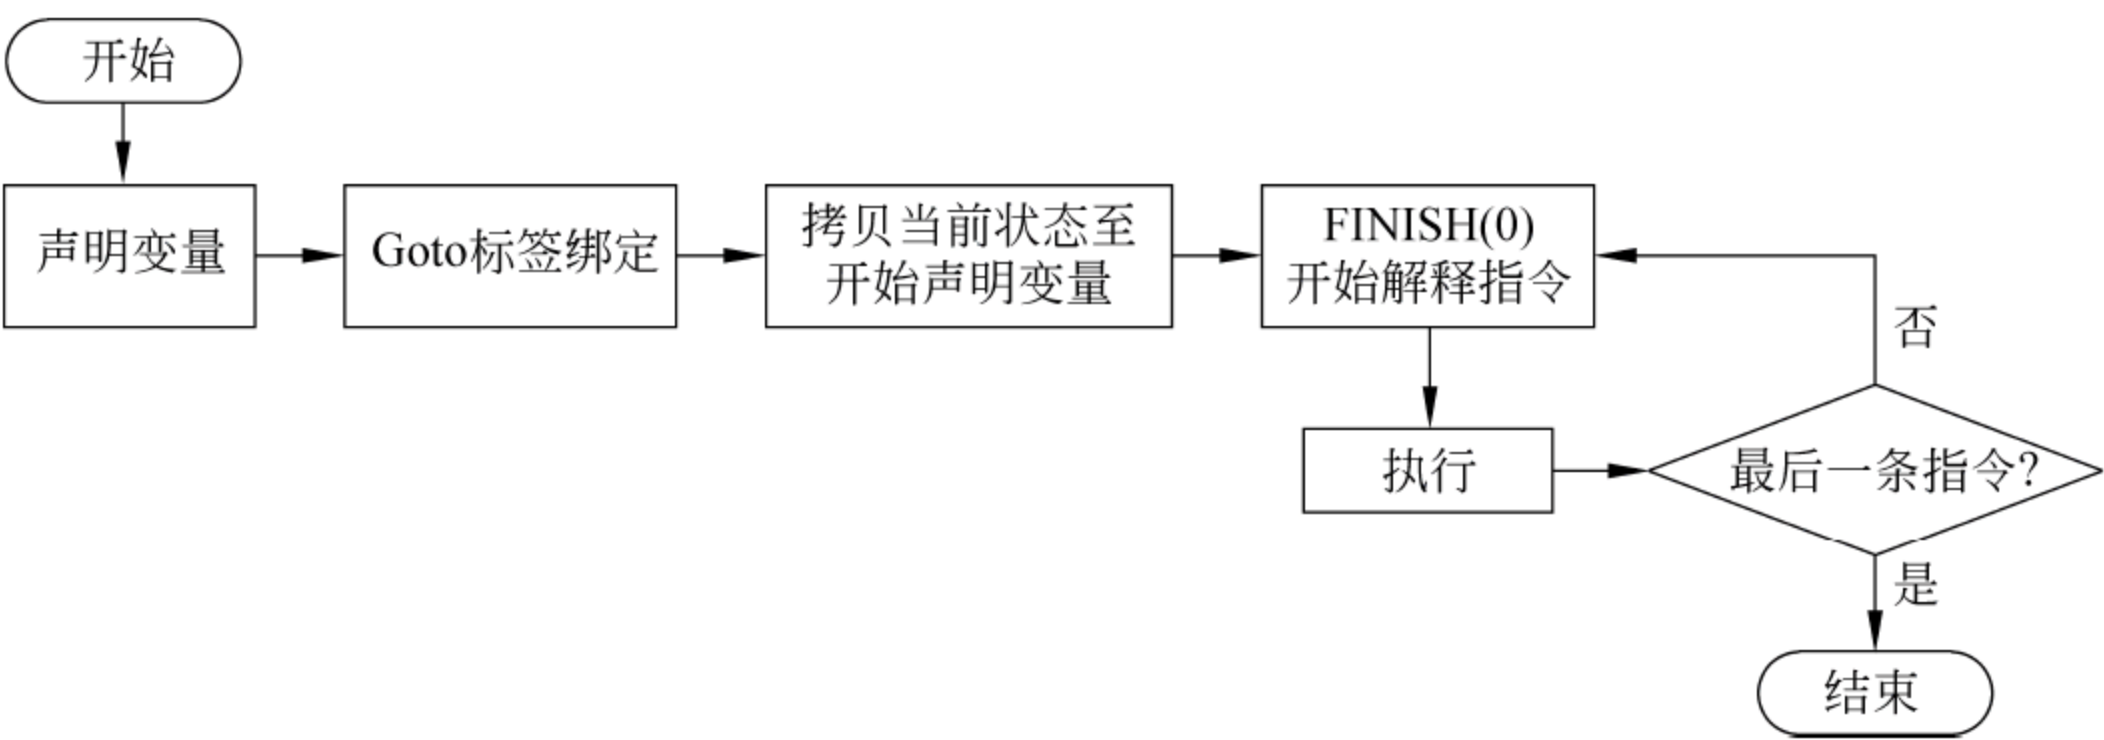 开始
声明变量
Goto标签绑定
拷贝当前状态至
开始声明变量
FINISH(0)
开始解释指令
否
执行
最后一条指令?
是
结束